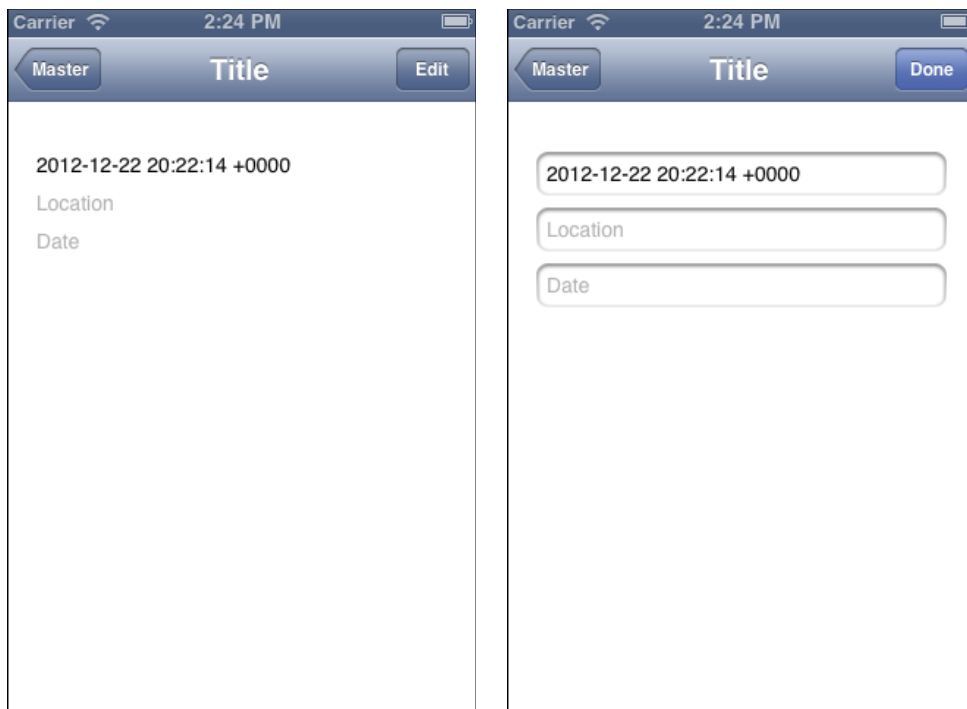 Carrier 2:24 PM
Master Title Edit
2012-12-22 20:22:14 +0000
Location
Date
Carrier 2:24 PM
Master Title Done
2012-12-22 20:22:14 +0000
Location
Date